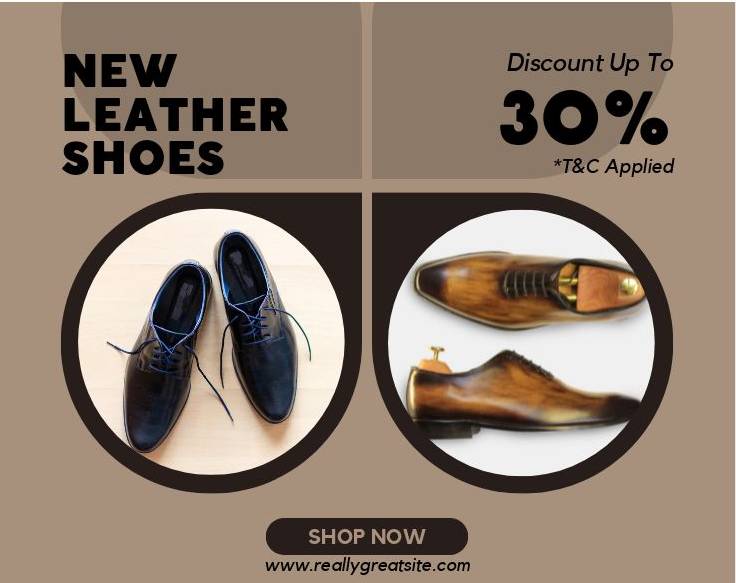 NEW
LEATHER
SHOES
Discount Up To
30%
*T&C Applied
SHOP NOW
www.reallygreatsite.com